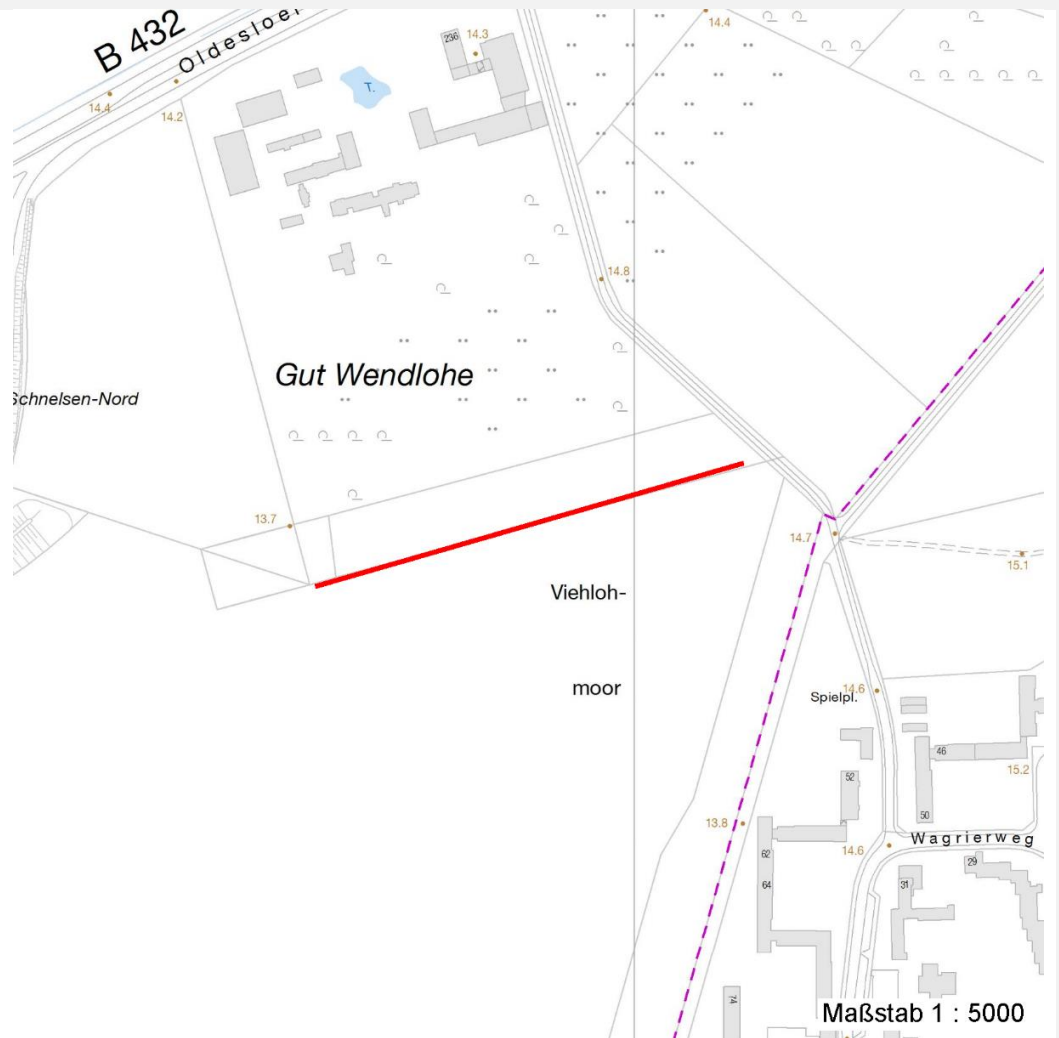 B 432
Oldesloer
14.4
14.2
T.
236
14.3
14.4
14.8
Gut Wendlohe
Schnelsen-Nord
13.7
14.7
15.1
Viehloh-
moor
Spielpl.
14.6
46
15.2
52
50
13.8
62
14.6
Wagrierweg
64
31
29
74
Maßstab 1 : 5000